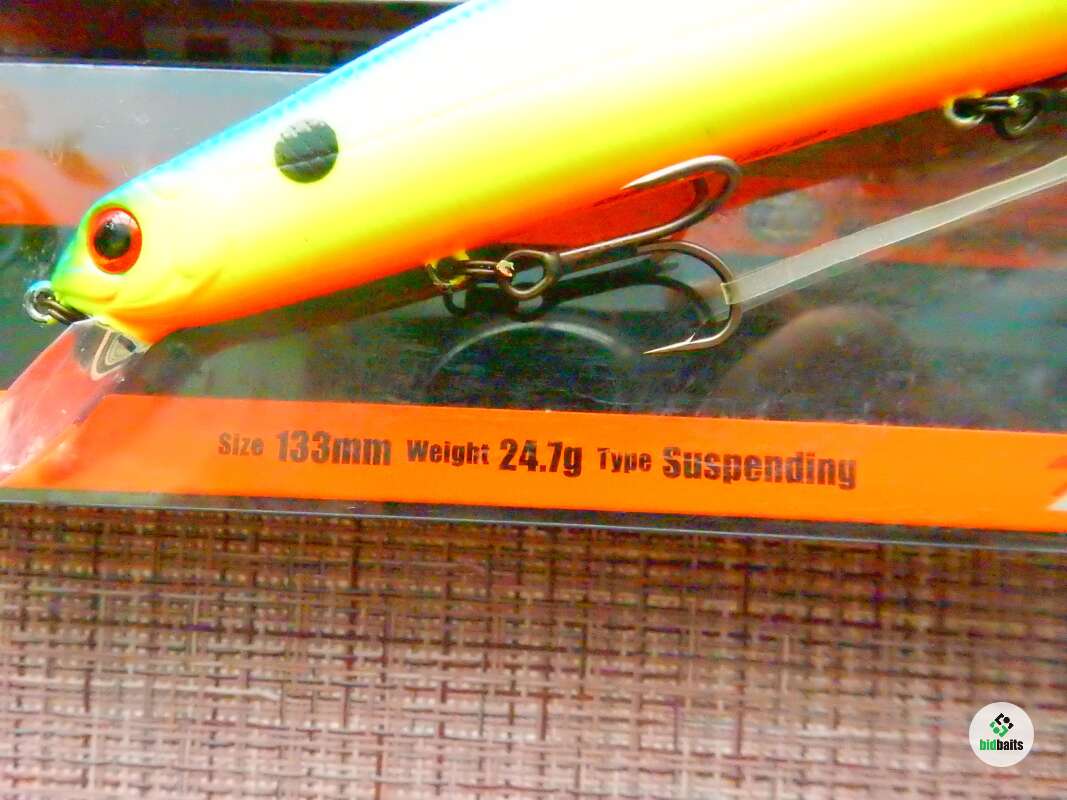 Size 133mm Weight 24.7g Type Suspending
bidbaits